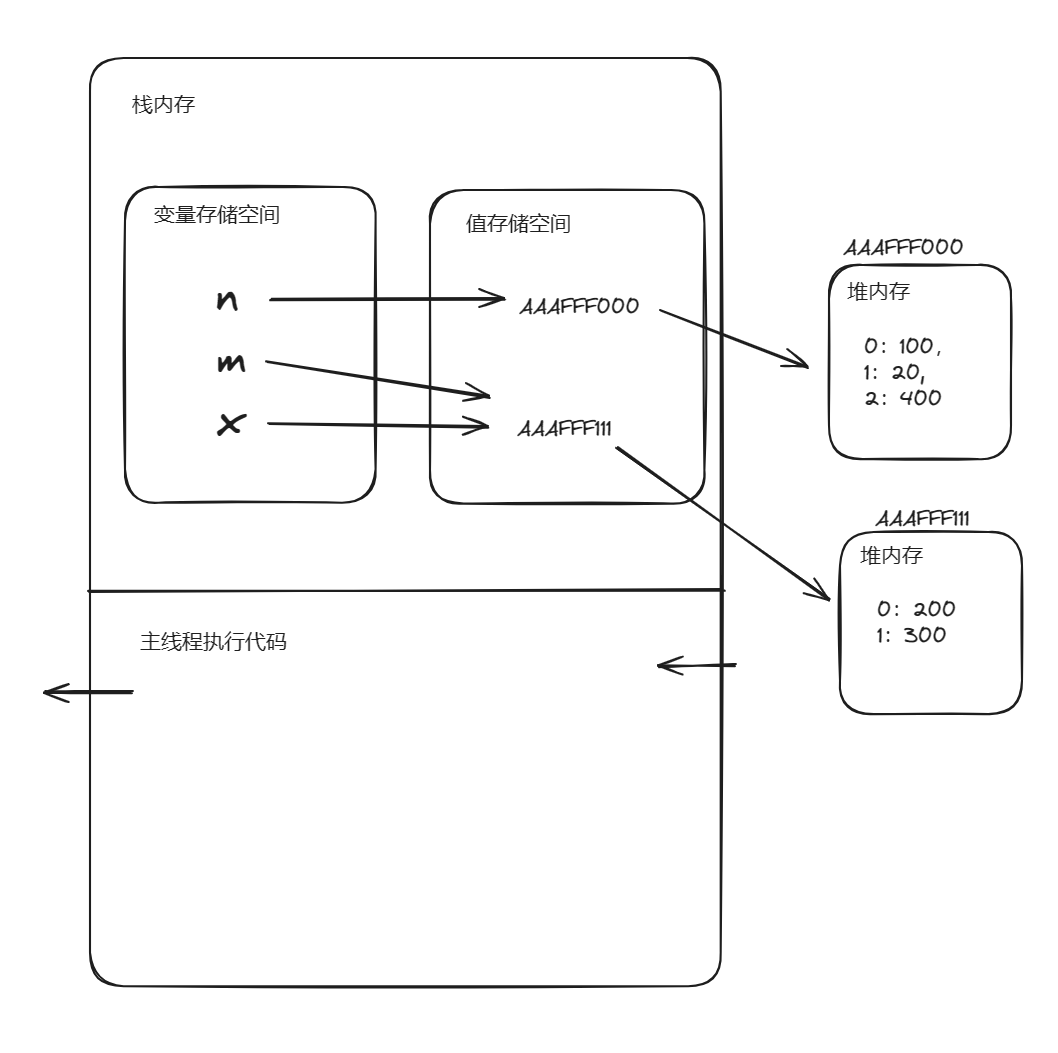 栈内存
变量存储空间
n
m
x
值存储空间
AAAFFF000
AAAFFF111
AAAFFF000
堆内存
0: 100,
1: 20,
2: 400
AAAFFF111
堆内存
0: 200
1: 300
主线程执行代码